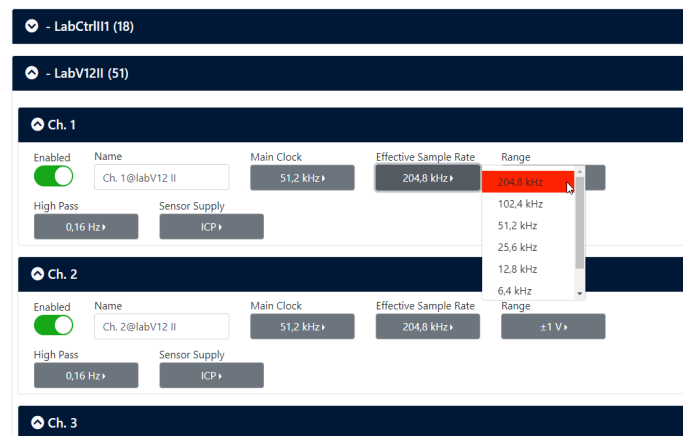 - LabCtrlII1 (18)
- LabV12II (51)
Ch. 1
Enabled Name Main Clock Effective Sample Rate Range
Ch. 1@labV12 II 51,2 kHz 204,8 kHz
204,8 kHz
102,4 kHz
51,2 kHz
25,6 kHz
12,8 kHz
6,4 kHz
High Pass Sensor Supply
0,16 Hz ICP
Ch. 2
Enabled Name Main Clock Effective Sample Rate Range
Ch. 2@labV12 II 51,2 kHz 204,8 kHz ±1 V
High Pass Sensor Supply
0,16 Hz ICP
Ch. 3